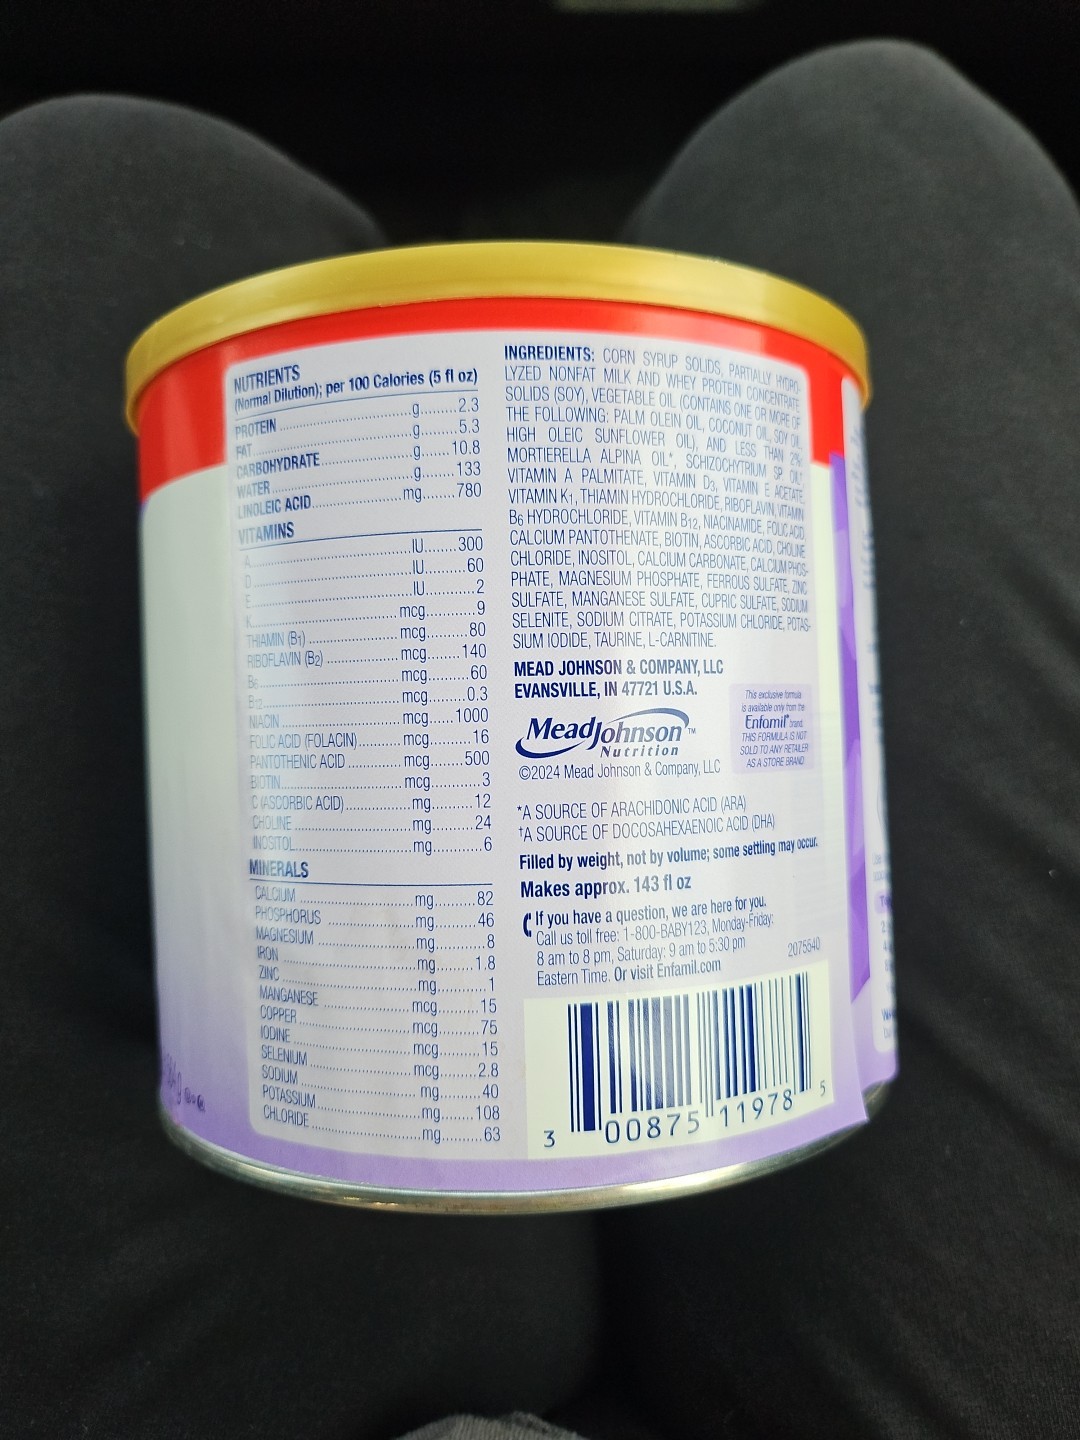 NUTRIENTS
(Normal Dilution); per 100 Calories (5 fl oz)
PROTEIN ........ g ........ 2.3
FAT ........ g ........ 5.3
CARBOHYDRATE ........ g ........ 10.8
WATER ........ g ........ 133
LINOLEIC ACID ........ mg ........ 780
VITAMINS
A ........ IU ........ 300
D ........ IU ........ 60
E ........ IU ........ 2
K ........ mcg ........ 9
THIAMIN (B1) ........ mcg ........ 80
RIBOFLAVIN (B2) ........ mcg ........ 140
B6 ........ mcg ........ 60
B12 ........ mcg ........ 0.3
NIACIN ........ mcg ........ 1000
FOLIC ACID (FOLACIN) ........ mcg ........ 16
PANTOTHENIC ACID ........ mcg ........ 500
BIOTIN ........ mcg ........ 3
C (ASCORBIC ACID) ........ mg ........ 12
CHOLINE ........ mg ........ 24
INOSITOL ........ mg ........ 6
MINERALS
CALCIUM ........ mg ........ 82
PHOSPHORUS ........ mg ........ 46
MAGNESIUM ........ mg ........ 8
IRON ........ mg ........ 1.8
ZINC ........ mg ........ 1
MANGANESE ........ mcg ........ 15
COPPER ........ mcg ........ 75
IODINE ........ mcg ........ 15
SELENIUM ........ mcg ........ 2.8
SODIUM ........ mg ........ 40
POTASSIUM ........ mg ........ 108
CHLORIDE ........ mg ........ 63
INGREDIENTS: CORN SYRUP SOLIDS, PARTIALLY HYDRO-
LYZED NONFAT MILK AND WHEY PROTEIN CONCENTRATE
SOLIDS (SOY), VEGETABLE OIL (CONTAINS ONE OR MORE OF
THE FOLLOWING: PALM OLEIN OIL, COCONUT OIL, SOY OIL,
HIGH OLEIC SUNFLOWER OIL), AND LESS THAN 2%:
MORTIERELLA ALPINA OIL*, SCHIZOCHYTRIUM SP. OIL†,
VITAMIN A PALMITATE, VITAMIN D3, VITAMIN E ACETATE,
VITAMIN K1, THIAMIN HYDROCHLORIDE, RIBOFLAVIN, VITAMIN
B6 HYDROCHLORIDE, VITAMIN B12, NIACINAMIDE, FOLIC ACID,
CALCIUM PANTOTHENATE, BIOTIN, ASCORBIC ACID, CHOLINE
CHLORIDE, INOSITOL, CALCIUM CARBONATE, CALCIUM PHOS-
PHATE, MAGNESIUM PHOSPHATE, FERROUS SULFATE, ZINC
SULFATE, MANGANESE SULFATE, CUPRIC SULFATE, SODIUM
SELENITE, SODIUM CITRATE, POTASSIUM CHLORIDE, POTAS-
SIUM IODIDE, TAURINE, L-CARNITINE.
MEAD JOHNSON & COMPANY, LLC
EVANSVILLE, IN 47721 U.S.A.
MeadJohnson™
Nutrition
©2024 Mead Johnson & Company, LLC
This exclusive formula
is available only from the
Enfamil® brand.
THIS FORMULA IS NOT
SOLD TO ANY RETAILER
AS A STORE BRAND
*A SOURCE OF ARACHIDONIC ACID (ARA)
†A SOURCE OF DOCOSAHEXAENOIC ACID (DHA)
Filled by weight, not by volume; some settling may occur.
Makes approx. 143 fl oz
If you have a question, we are here for you.
Call us toll free: 1-800-BABY123, Monday-Friday:
8 am to 8 pm, Saturday: 9 am to 5:30 pm
Eastern Time. Or visit Enfamil.com
2075540
3 00875 11978 5